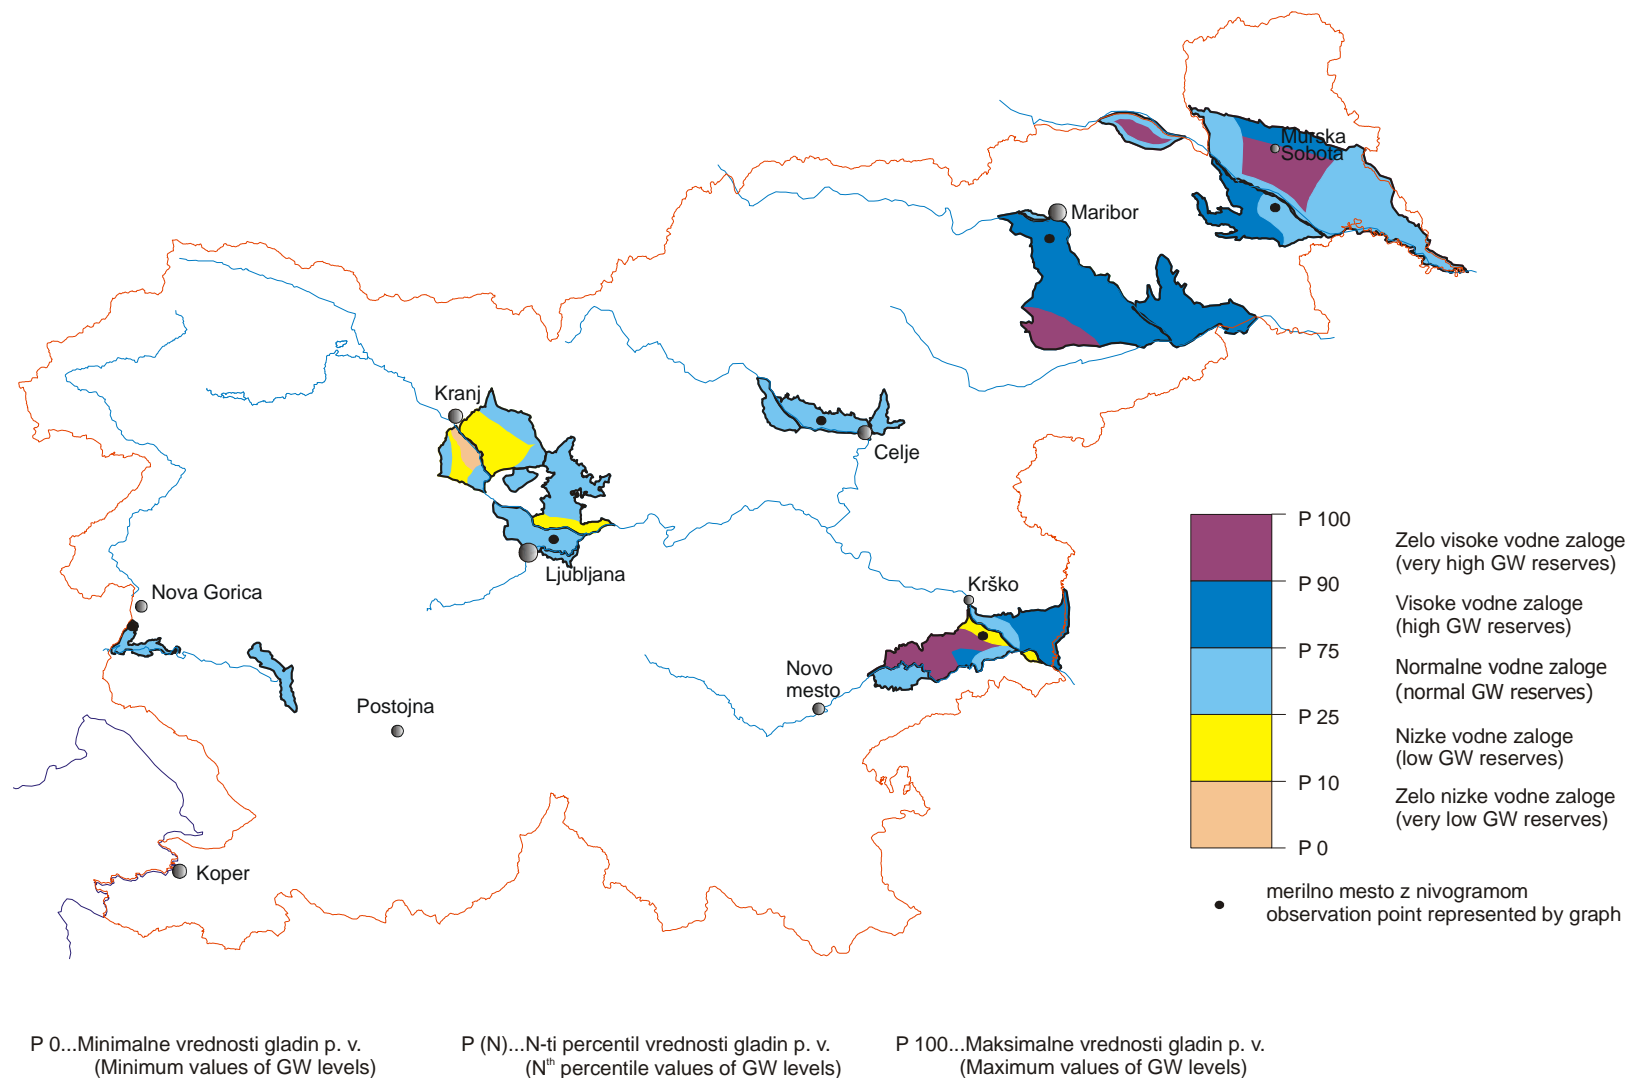 Murska
Sobota
Maribor
Kranj
Celje
Ljubljana
Nova Gorica
Krško
Novo
mesto
Postojna
Koper
P 100
Zelo visoke vodne zaloge
(very high GW reserves)
P 90
Visoke vodne zaloge
(high GW reserves)
P 75
Normalne vodne zaloge
(normal GW reserves)
P 25
Nizke vodne zaloge
(low GW reserves)
P 10
Zelo nizke vodne zaloge
(very low GW reserves)
P 0
merilno mesto z nivogramom
observation point represented by graph
P 0...Minimalne vrednosti gladin p. v.
(Minimum values of GW levels)
P (N)...N-ti percentil vrednosti gladin p. v.
(Nth percentile values of GW levels)
P 100...Maksimalne vrednosti gladin p. v.
(Maximum values of GW levels)